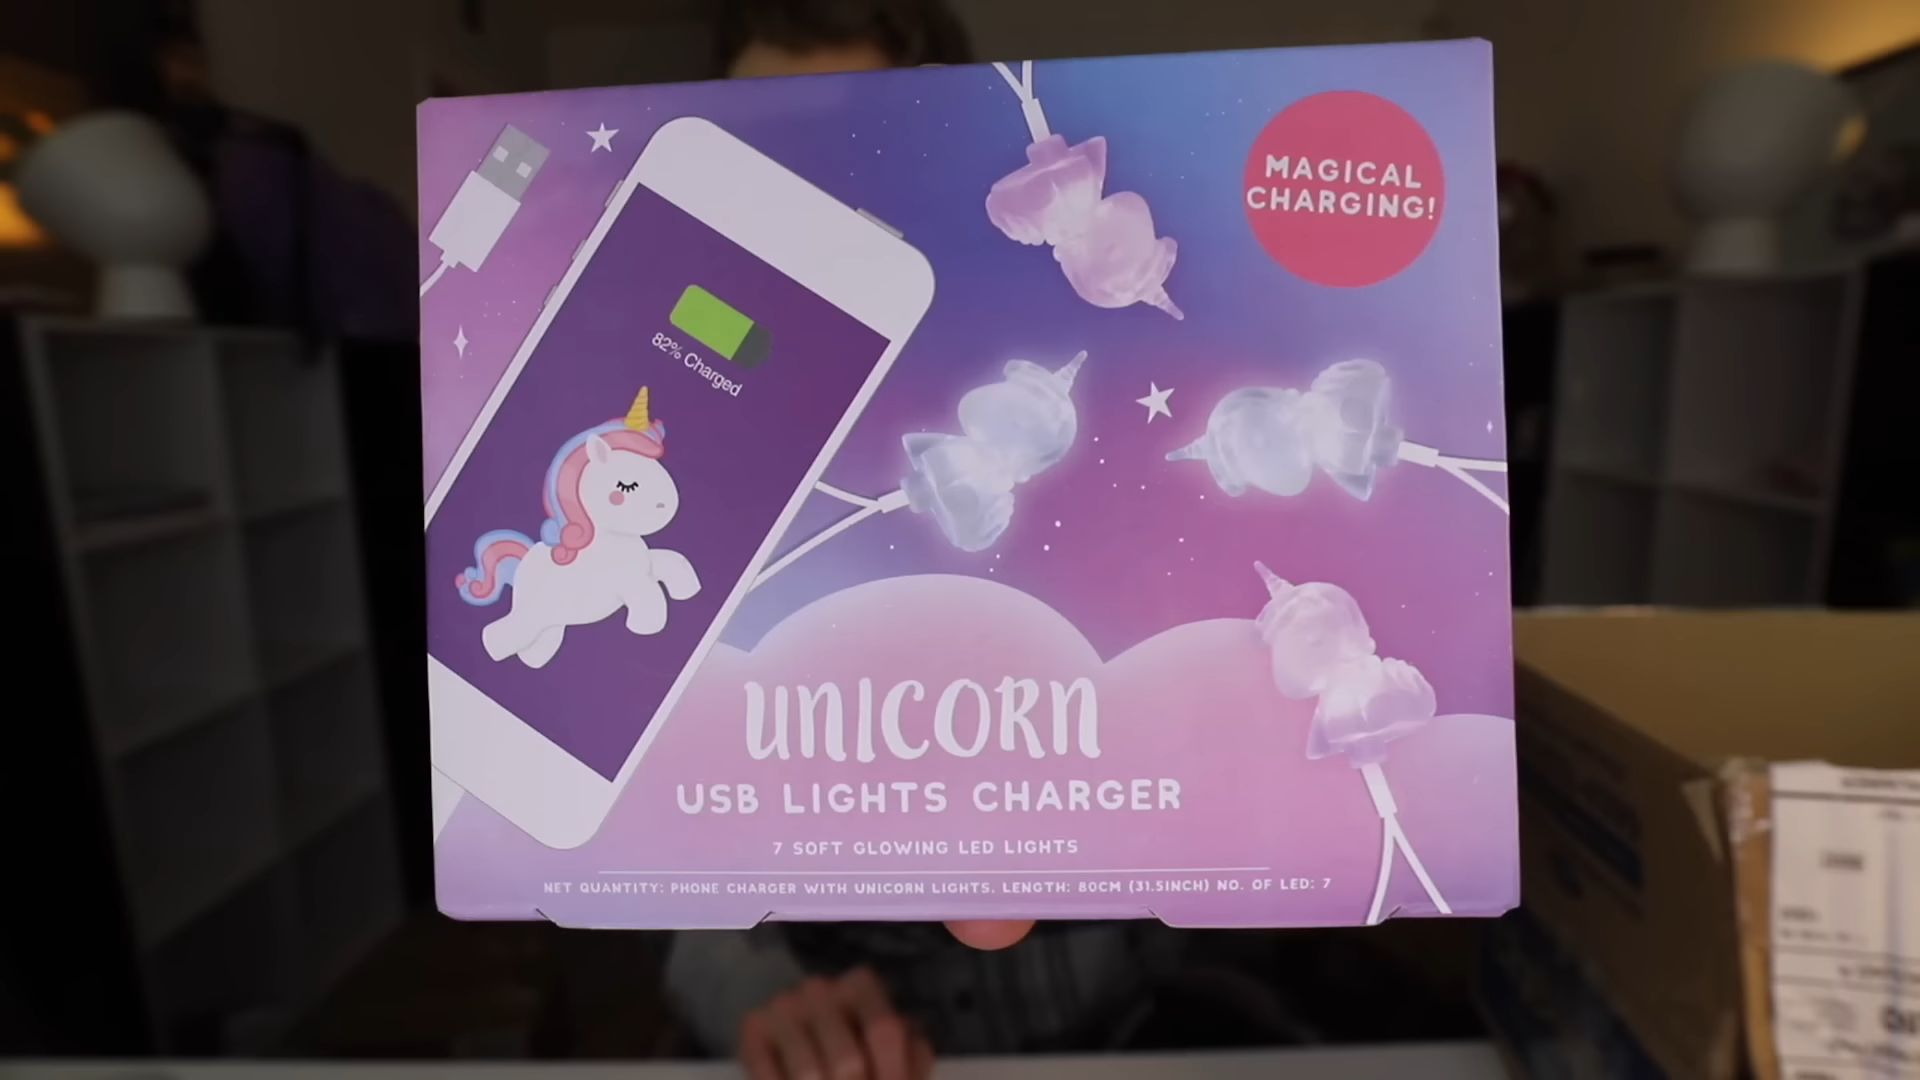 MAGICAL
CHARGING!
82% Charged
UNICORN
USB LIGHTS CHARGER
7 SOFT GLOWING LED LIGHTS
NET QUANTITY: PHONE CHARGER WITH UNICORN LIGHTS. LENGTH: 80CM (31.5INCH) NO. OF LED: 7